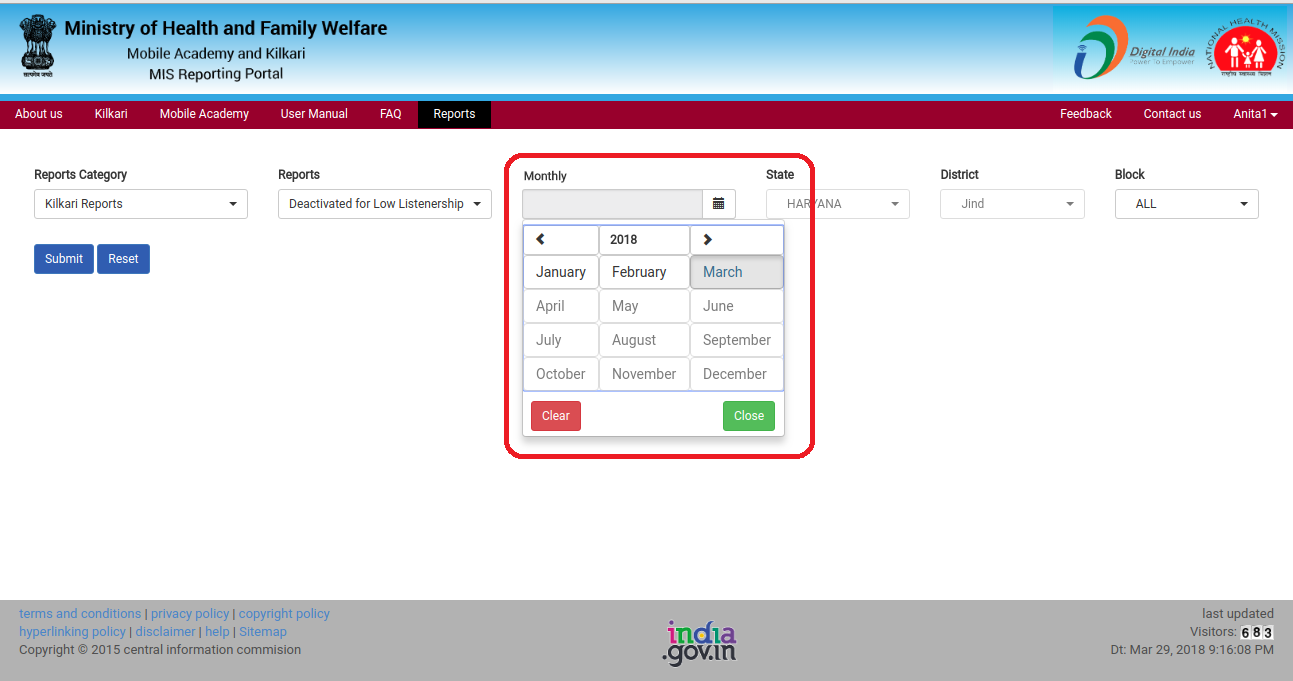 Ministry of Health and Family Welfare
Mobile Academy and Kilkari
MIS Reporting Portal
सत्यमेव जयते
Digital India
Power To Empower
NATIONAL HEALTH MISSION
About us Kilkari Mobile Academy User Manual FAQ Reports Feedback Contact us Anita1
Reports Category Reports Monthly State District Block
Kilkari Reports Deactivated for Low Listenership HARYANA Jind ALL
Submit Reset
2018
January February March
April May June
July August September
October November December
Clear Close
terms and conditions | privacy policy | copyright policy
hyperlinking policy | disclaimer | help | Sitemap
Copyright © 2015 central information commision
india
.gov.in
last updated
Visitors: 683
Dt: Mar 29, 2018 9:16:08 PM